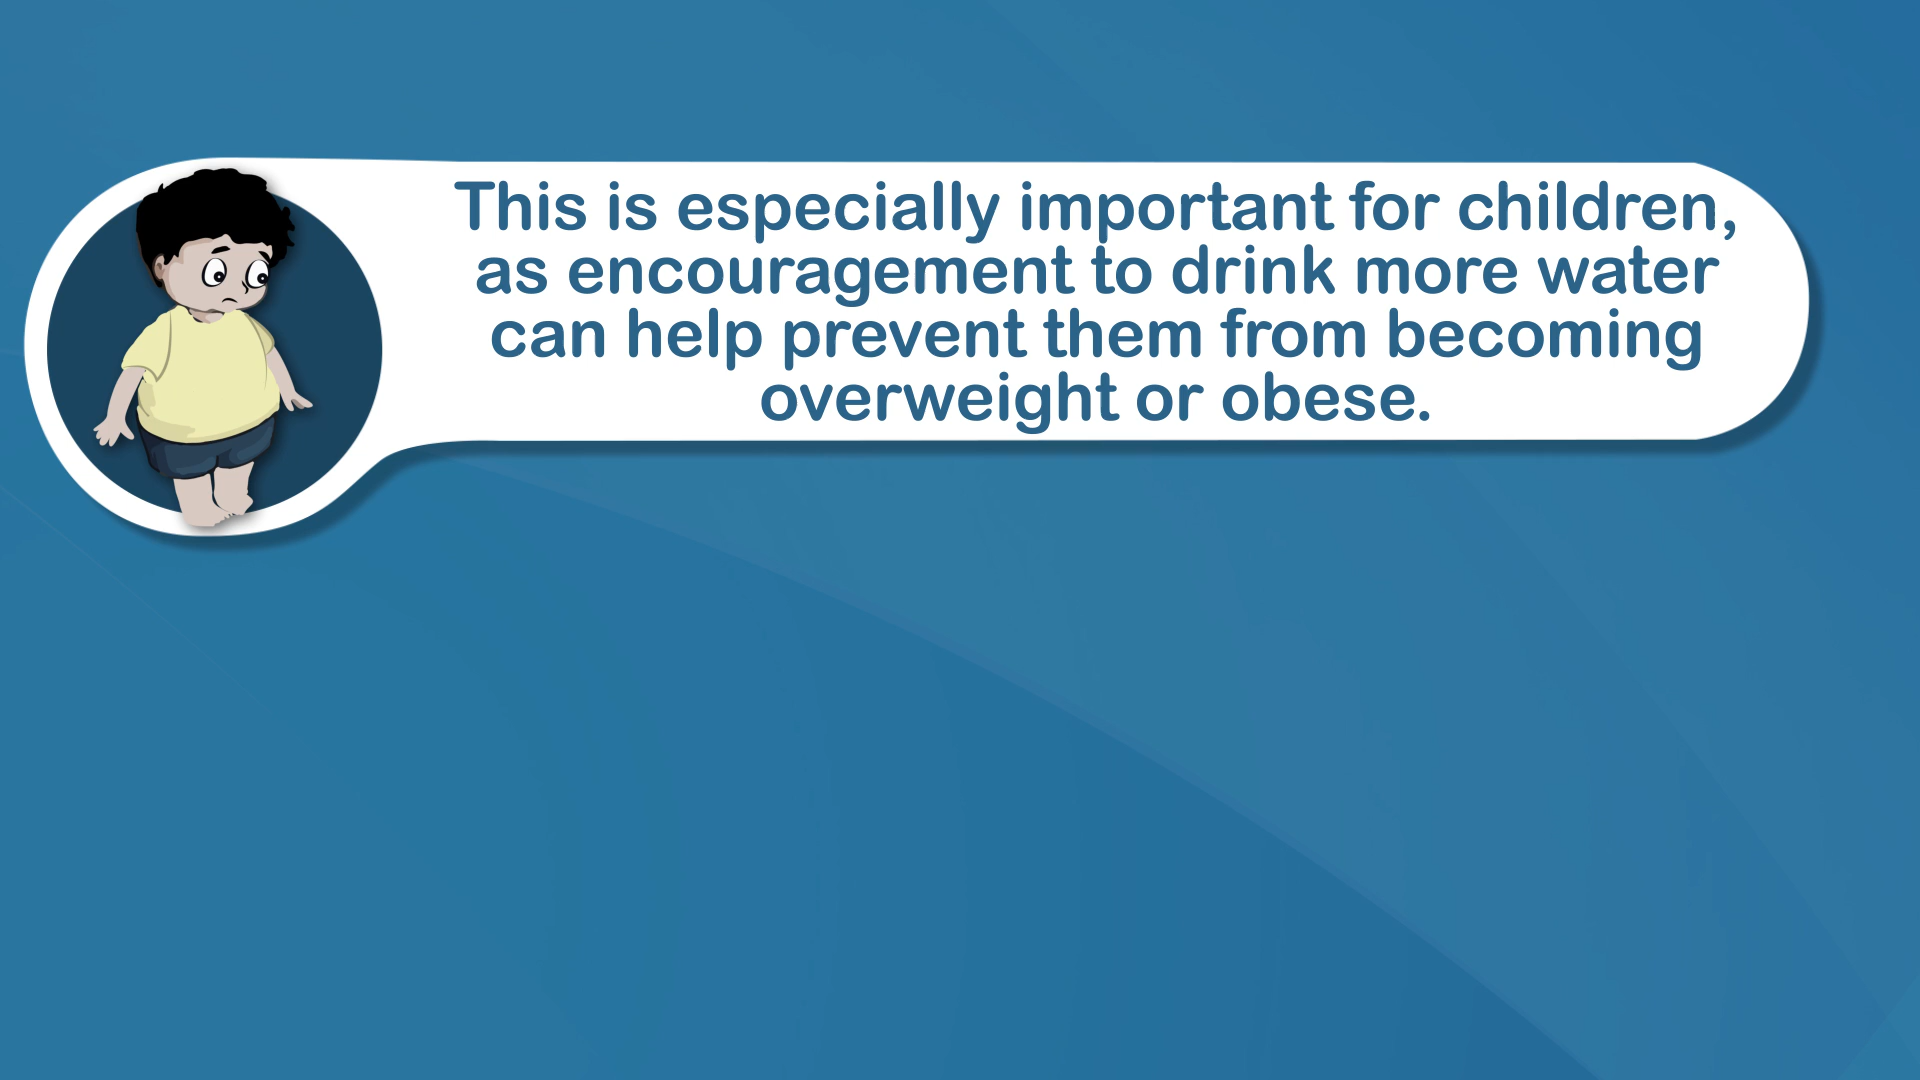 This is especially important for children,
as encouragement to drink more water
can help prevent them from becoming
overweight or obese.